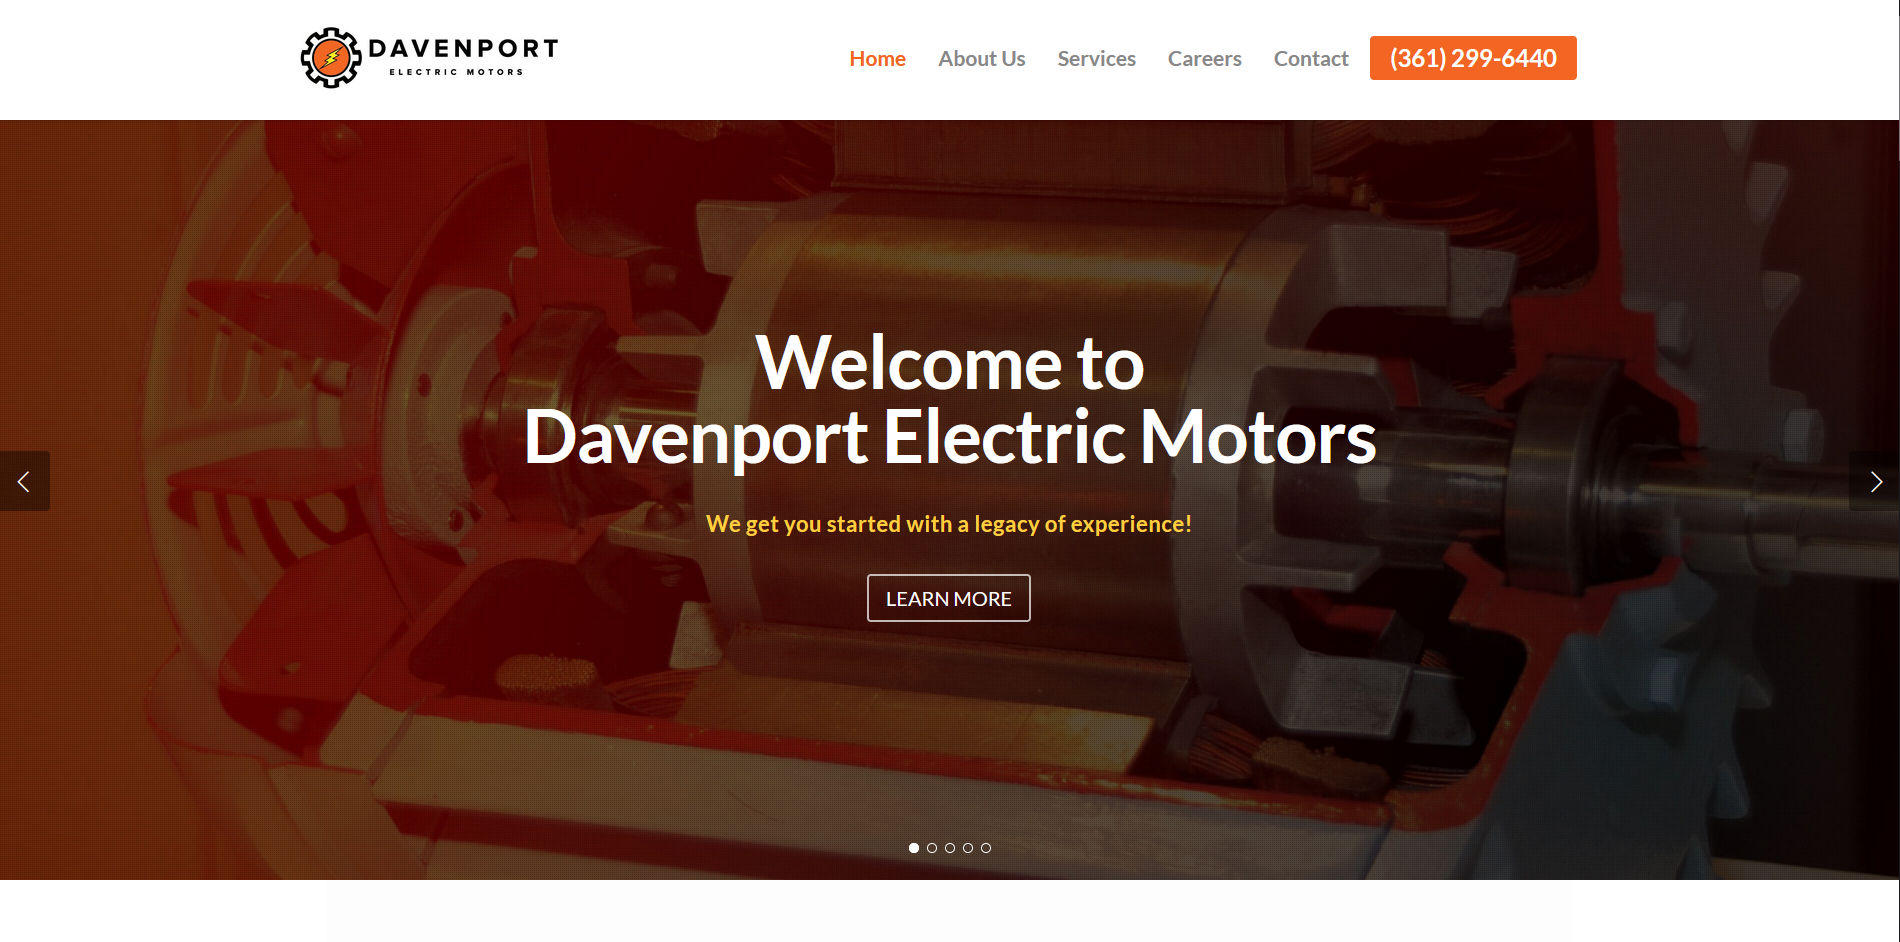 DAVENPORT
ELECTRIC MOTORS
Home About Us Services Careers Contact (361) 299-6440
Welcome to
Davenport Electric Motors
We get you started with a legacy of experience!
LEARN MORE